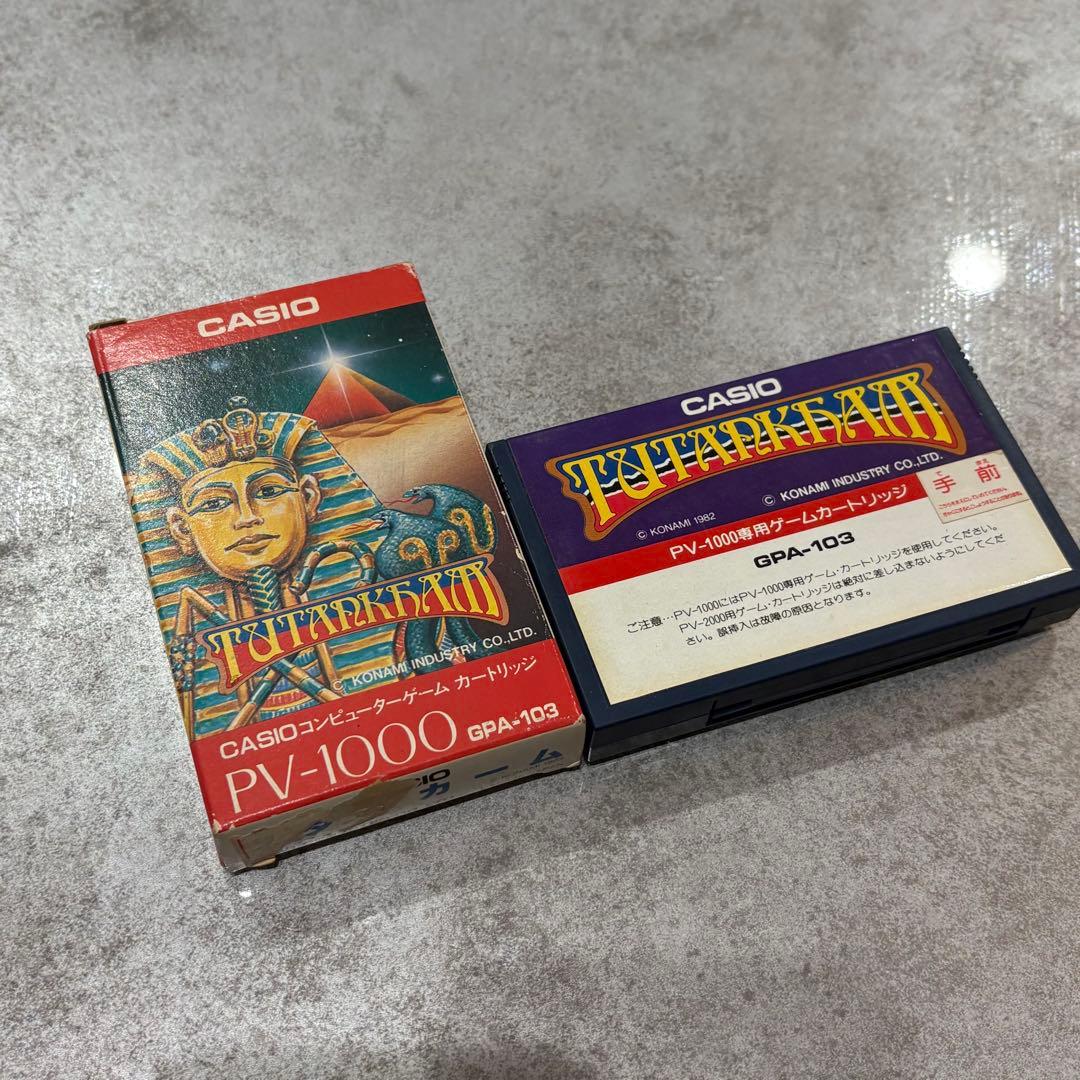 CASIO
TUTANKHAM
© KONAMI INDUSTRY CO., LTD.
CASIOコンピューターゲーム カートリッジ
PV-1000 GPA-103
タ カ ー ム
CASIO
TUTANKHAM
© KONAMI 1982 © KONAMI INDUSTRY CO., LTD.
PV-1000専用ゲームカートリッジ
GPA-103
手前
ご注意…PV-1000にはPV-1000専用ゲーム・カートリッジを使用してください。
PV-2000用ゲーム・カートリッジは絶対に差し込まないようにしてくだ
さい。誤挿入は故障の原因となります。